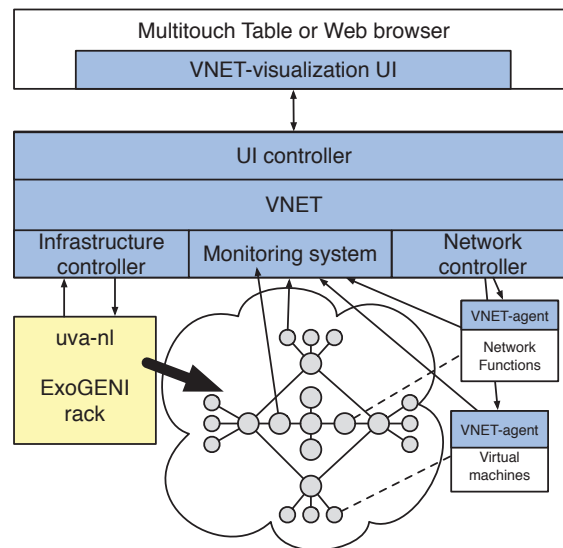 Multitouch Table or Web browser
VNET-visualization UI
UI controller
VNET
Infrastructure
controller
Monitoring system
Network
controller
uva-nl
ExoGENI
rack
VNET-agent
Network
Functions
VNET-agent
Virtual
machines